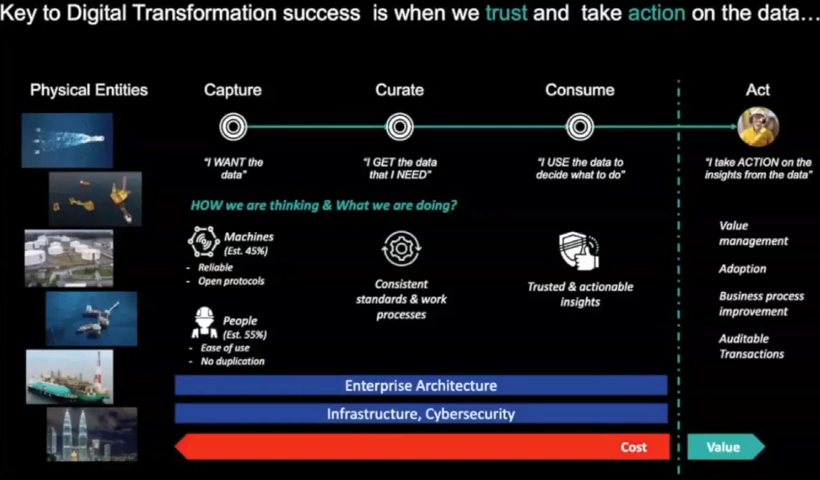 Key to Digital Transformation success is when we trust and take action on the data…
Physical Entities
Capture
Curate
Consume
Act
"I WANT the
data"
"I GET the data
that I NEED"
"I USE the data to
decide what to do"
"I take ACTION on the
insights from the data"
HOW we are thinking & What we are doing?
Machines
(Est. 45%)
- Reliable
- Open protocols
People
(Est. 55%)
- Ease of use
- No duplication
Consistent
standards & work
processes
Trusted & actionable
insights
Value
management
Adoption
Business process
improvement
Auditable
Transactions
Enterprise Architecture
Infrastructure, Cybersecurity
Cost
Value